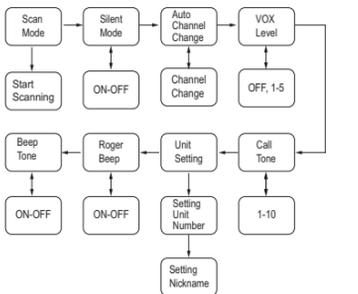 Scan
Mode
Silent
Mode
Auto
Channel
Change
VOX
Level
Start
Scanning
ON-OFF
Channel
Change
OFF, 1-5
Beep
Tone
Roger
Beep
Unit
Setting
Call
Tone
ON-OFF
ON-OFF
Setting
Unit
Number
1-10
Setting
Nickname